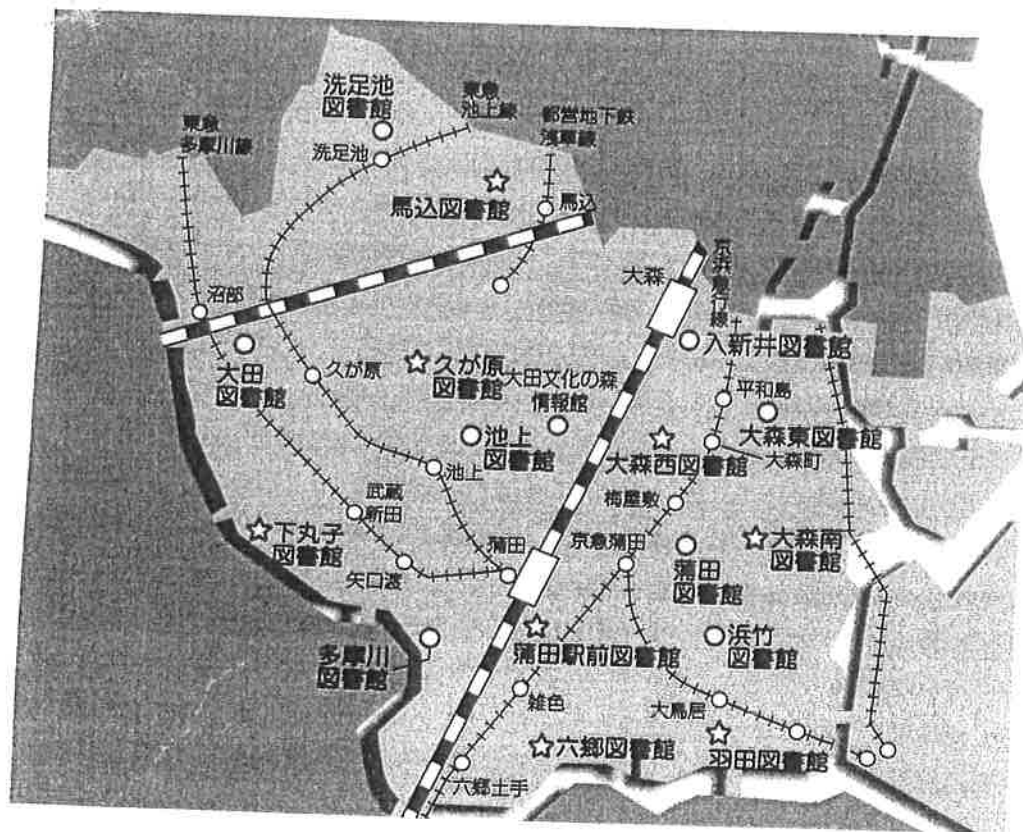 洗足池
図書館
東急
池上線
東急
多摩川線
都営地下鉄
浅草線
洗足池
馬込図書館
馬込
京浜急行線
大森
沼部
入新井図書館
大田
図書館
久が原
久が原
図書館
大田文化の森
情報館
平和島
池上
図書館
大森東図書館
大森西図書館
大森町
池上
武蔵
新田
梅屋敷
下丸子
図書館
蒲田
京急蒲田
大森南
図書館
矢口渡
蒲田
図書館
多摩川
図書館
蒲田駅前図書館
浜竹
図書館
雑色
大鳥居
六郷図書館
羽田図書館
六郷土手